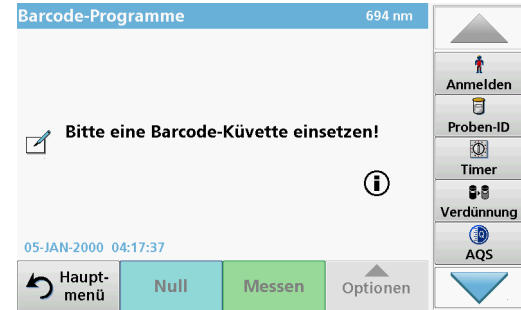 Barcode-Programme 694 nm
Bitte eine Barcode-Küvette einsetzen!
i
05-JAN-2000 04:17:37
Haupt-
menü
Null
Messen
Optionen
Anmelden
Proben-ID
Timer
Verdünnung
AQS